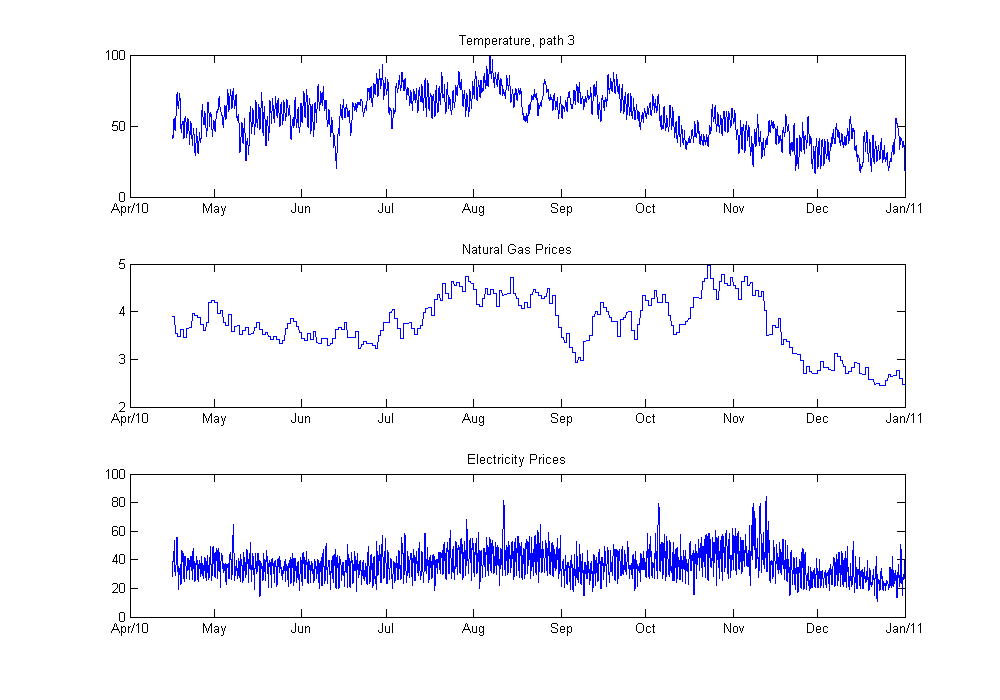 Temperature, path 3
100
50
0
Apr/10 May Jun Jul Aug Sep Oct Nov Dec Jan/11
Natural Gas Prices
5
4
3
2
Apr/10 May Jun Jul Aug Sep Oct Nov Dec Jan/11
Electricity Prices
100
80
60
40
20
0
Apr/10 May Jun Jul Aug Sep Oct Nov Dec Jan/11